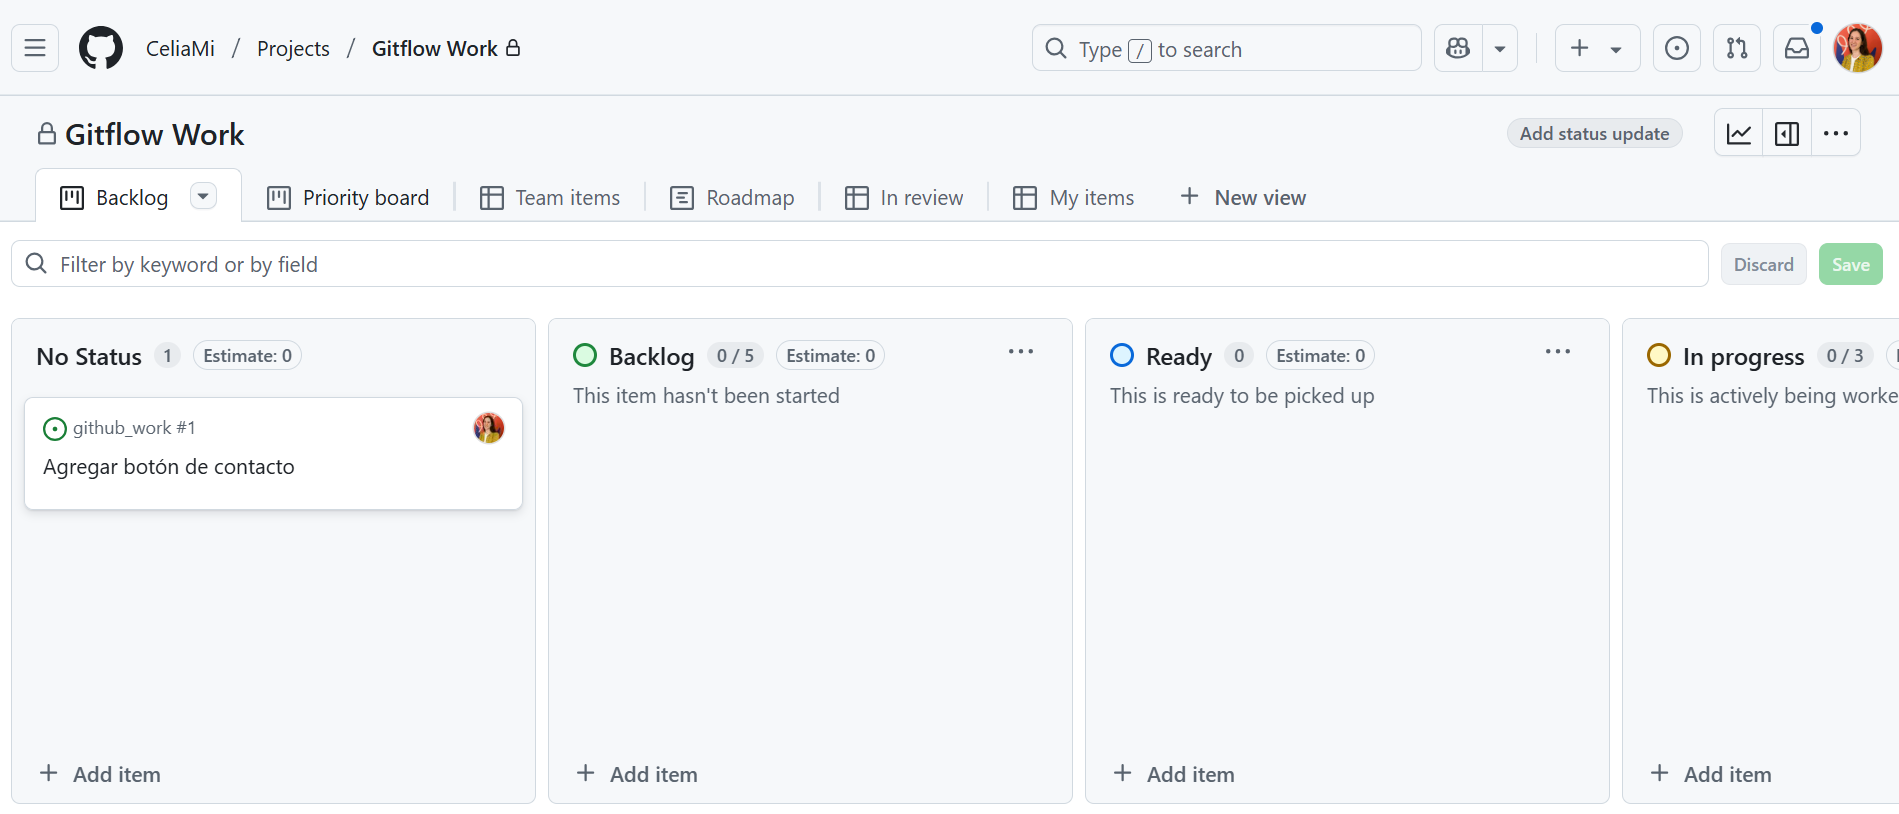 CeliaMi / Projects / Gitflow Work
Type / to search
Gitflow Work
Add status update
Backlog
Priority board
Team items
Roadmap
In review
My items
New view
Filter by keyword or by field
Discard
Save
No Status 1 Estimate: 0
github_work #1
Agregar botón de contacto
Add item
Backlog 0 / 5 Estimate: 0
This item hasn't been started
Add item
Ready 0 Estimate: 0
This is ready to be picked up
Add item
In progress 0 / 3
This is actively being worke
Add item